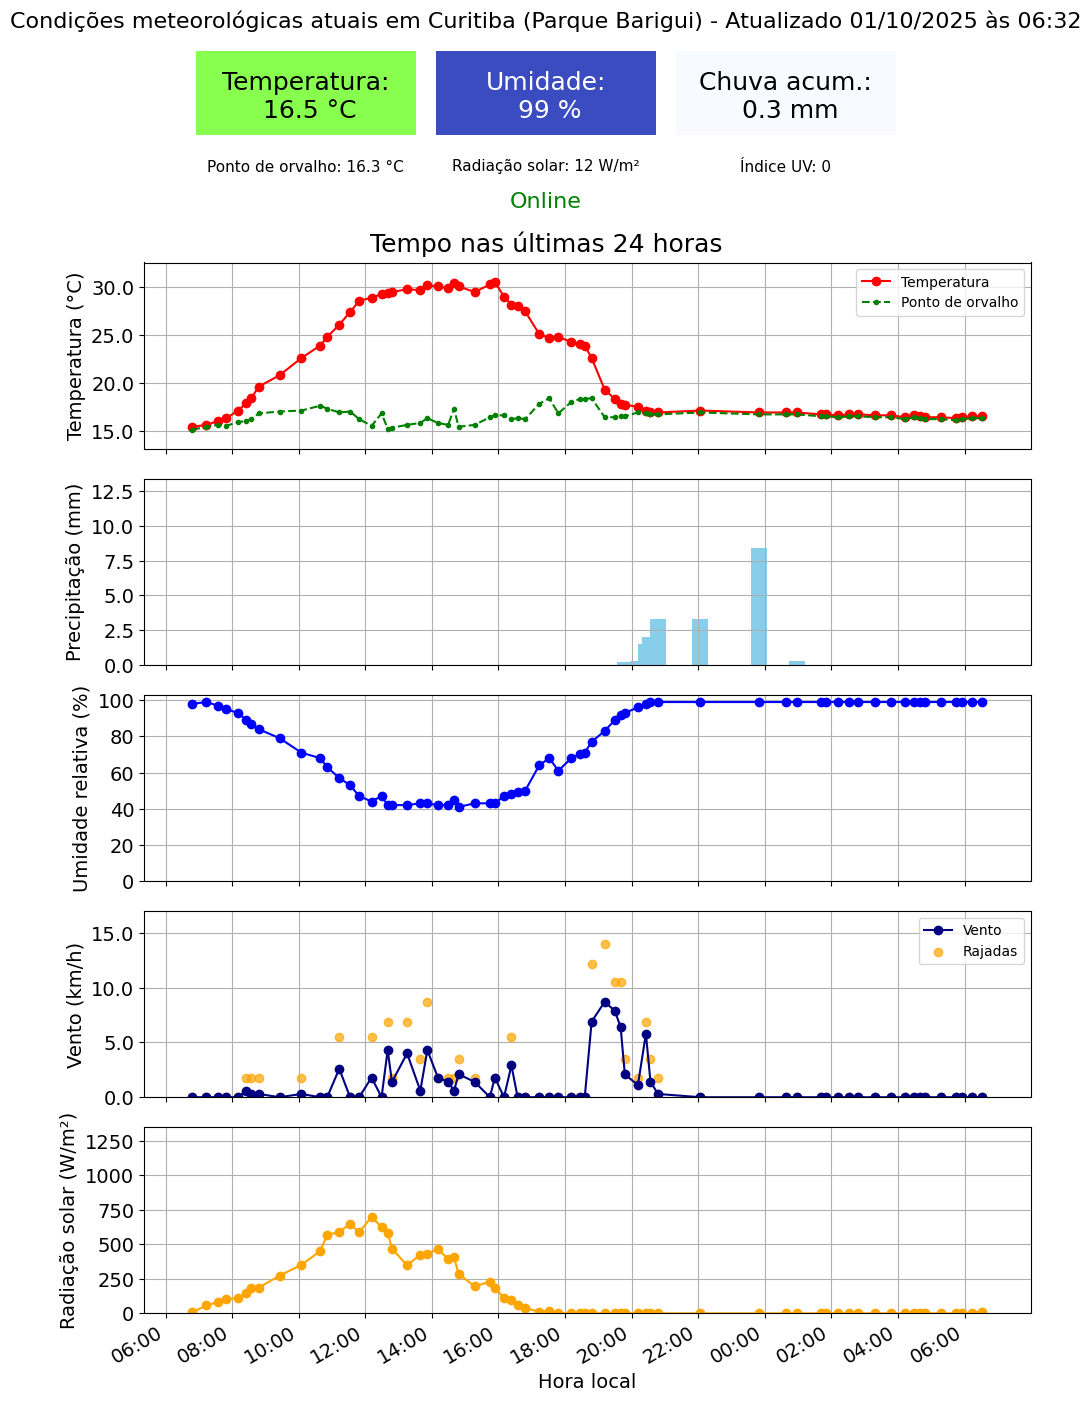 Condições meteorológicas atuais em Curitiba (Parque Barigui) - Atualizado 01/10/2025 às 06:32
Temperatura:
16.5 °C
Umidade:
99 %
Chuva acum.:
0.3 mm
Ponto de orvalho: 16.3 °C
Radiação solar: 12 W/m²
Índice UV: 0
Online
Tempo nas últimas 24 horas
Temperatura (°C)
30.0
25.0
20.0
15.0
Temperatura
Ponto de orvalho
Precipitação (mm)
12.5
10.0
7.5
5.0
2.5
0.0
Umidade relativa (%)
100
80
60
40
20
0
Vento (km/h)
15.0
10.0
5.0
0.0
Vento
Rajadas
Radiação solar (W/m²)
1250
1000
750
500
250
0
06:00
08:00
10:00
12:00
14:00
16:00
18:00
20:00
22:00
00:00
02:00
04:00
06:00
Hora local